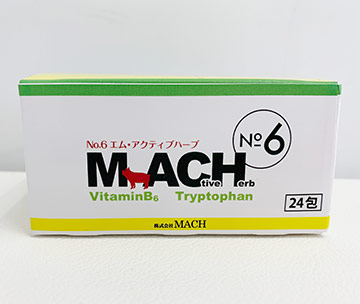 No.6 エム・アクティブハーブ
No6
MACH
ctive Herb
VitaminB6 Tryptophan
24包
株式会社MACH